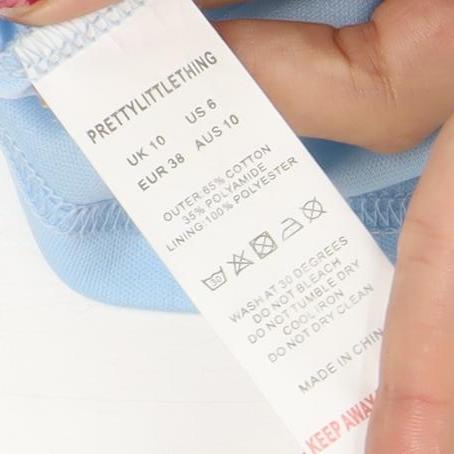 PRETTYLITTLETHING
UK 10 US 6
EUR 38 AUS 10
OUTER:65% COTTON
35% POLYAMIDE
LINING:100% POLYESTER
30
WASH AT 30 DEGREES
DO NOT BLEACH
DO NOT TUMBLE DRY
COOL IRON
DO NOT DRY CLEAN
MADE IN CHIN
KEEP AWAY